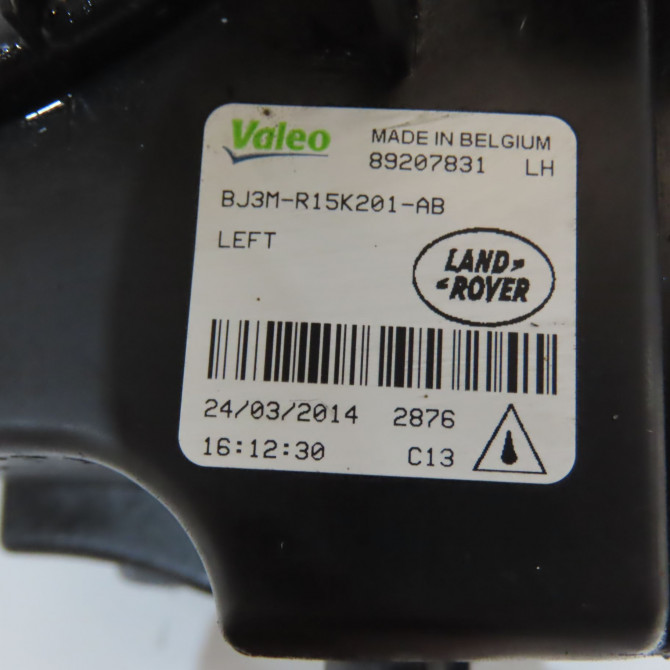 Valeo MADE IN BELGIUM
89207831 LH
BJ3M-R15K201-AB
LEFT
LAND
ROVER
24/03/2014 2876
16:12:30 C13